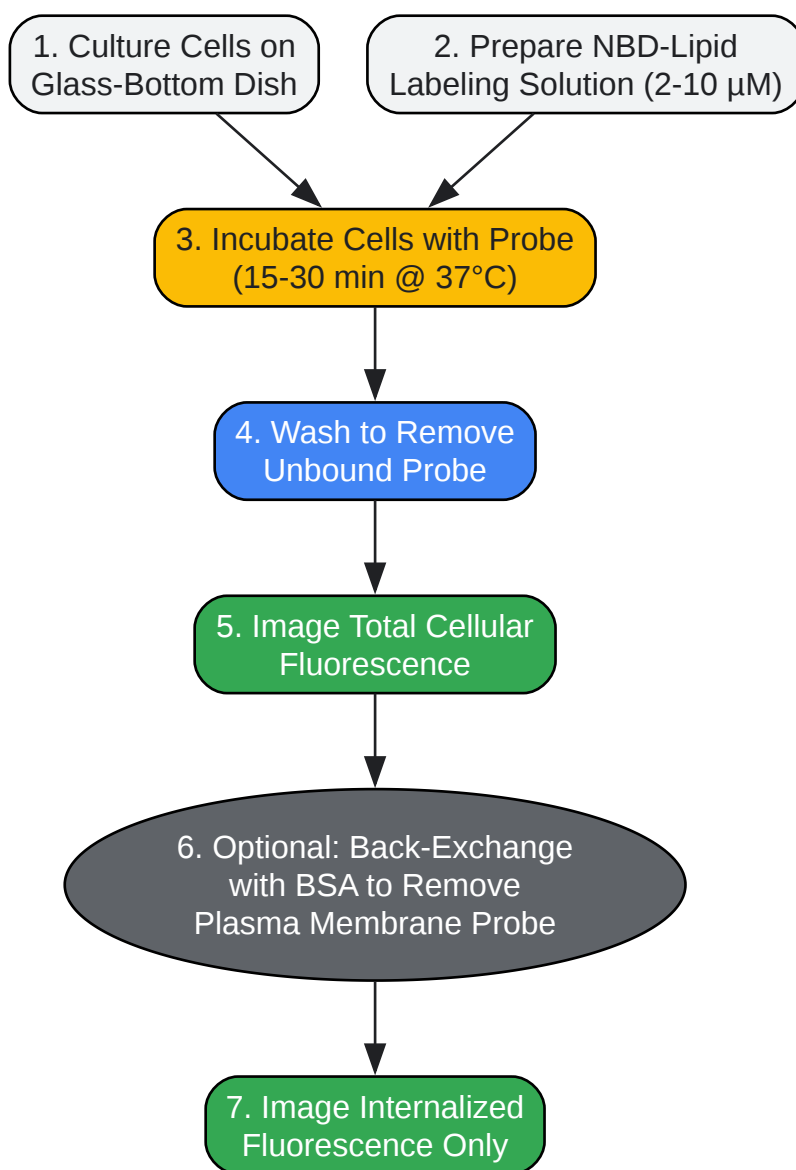 1. Culture Cells on
Glass-Bottom Dish
2. Prepare NBD-Lipid
Labeling Solution (2-10 µM)
3. Incubate Cells with Probe
(15-30 min @ 37°C)
4. Wash to Remove
Unbound Probe
5. Image Total Cellular
Fluorescence
6. Optional: Back-Exchange
with BSA to Remove
Plasma Membrane Probe
7. Image Internalized
Fluorescence Only